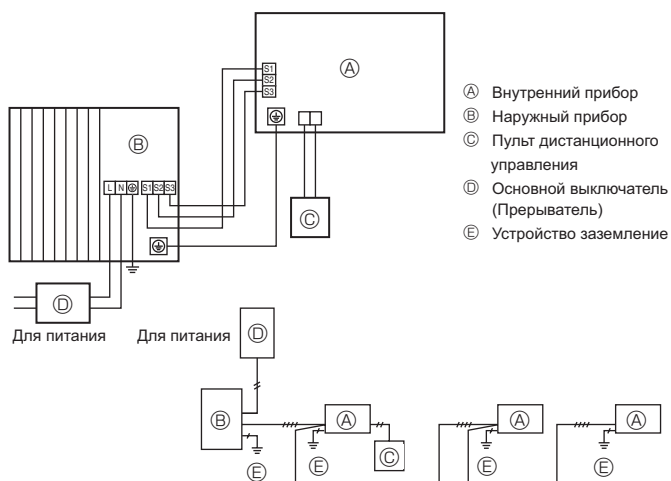 S1
S2
S3
Ⓐ
Ⓑ
L N S1 S2 S3
Ⓒ
Ⓓ
Для питания
Ⓐ Внутренний прибор
Ⓑ Наружный прибор
Ⓒ Пульт дистанционного
управления
Ⓓ Основной выключатель
(Прерыватель)
Ⓔ Устройство заземление
Для питания
Ⓓ
Ⓑ
Ⓐ
Ⓐ
Ⓐ
Ⓒ
Ⓔ
Ⓔ
Ⓔ
Ⓔ